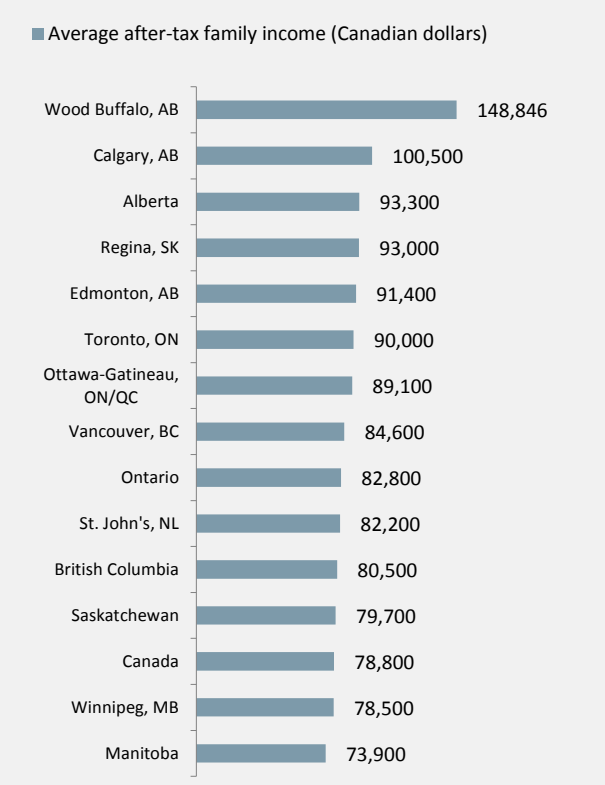 Average after-tax family income (Canadian dollars)
Wood Buffalo, AB 148,846
Calgary, AB 100,500
Alberta 93,300
Regina, SK 93,000
Edmonton, AB 91,400
Toronto, ON 90,000
Ottawa-Gatineau,
ON/QC 89,100
Vancouver, BC 84,600
Ontario 82,800
St. John's, NL 82,200
British Columbia 80,500
Saskatchewan 79,700
Canada 78,800
Winnipeg, MB 78,500
Manitoba 73,900